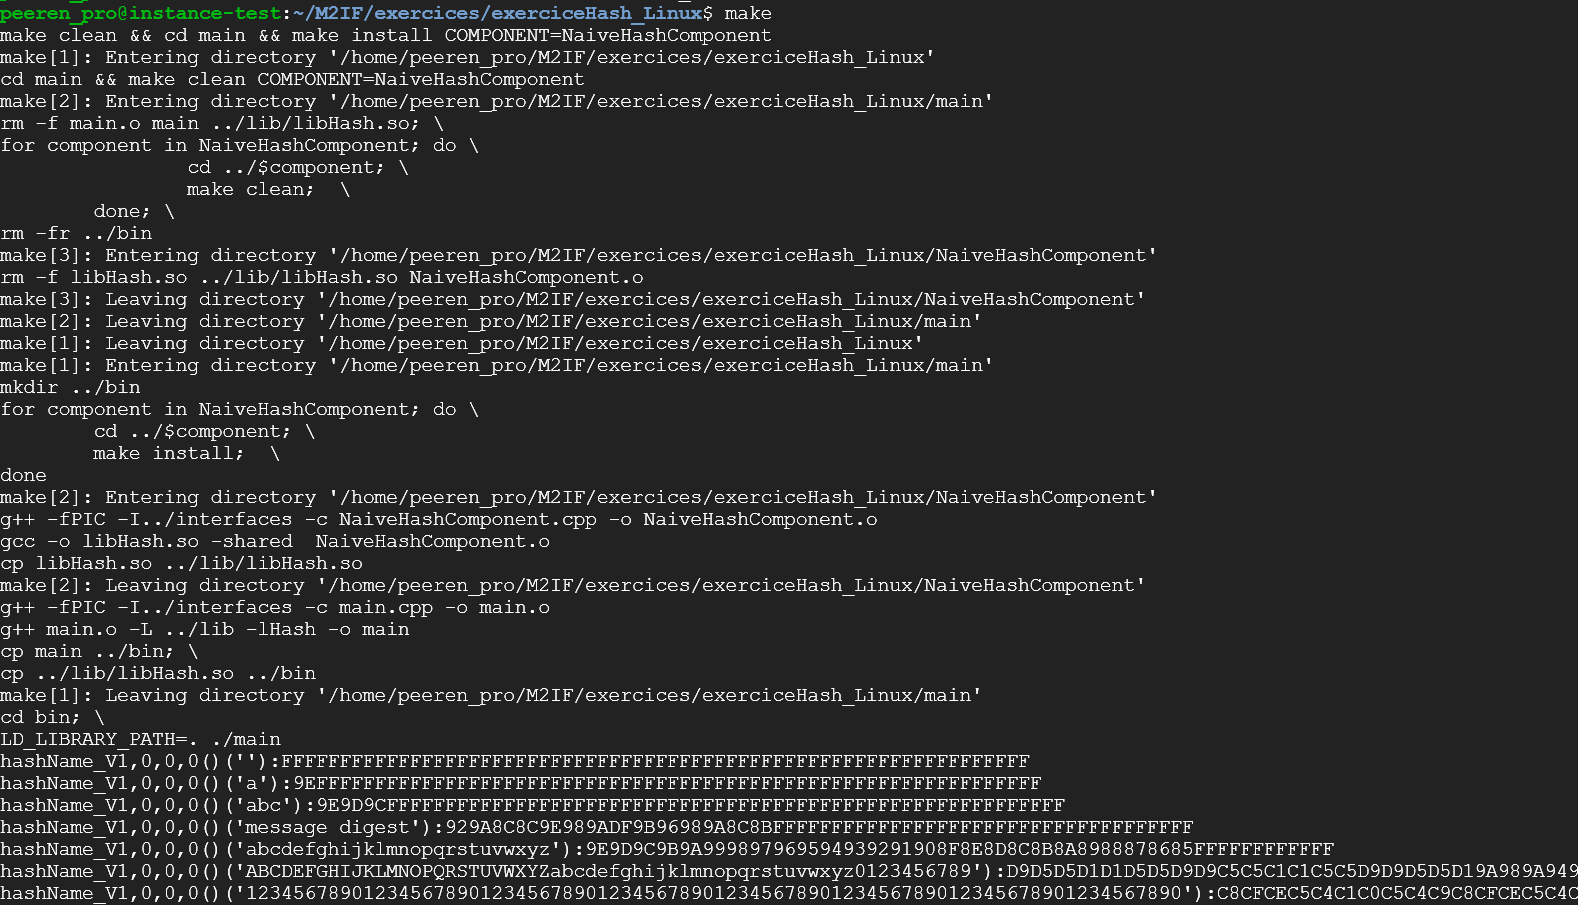 peeren_pro@instance-test:~/M2IF/exercices/exerciceHash_Linux$ make
make clean && cd main && make install COMPONENT=NaiveHashComponent
make[1]: Entering directory '/home/peeren_pro/M2IF/exercices/exerciceHash_Linux'
cd main && make clean COMPONENT=NaiveHashComponent
make[2]: Entering directory '/home/peeren_pro/M2IF/exercices/exerciceHash_Linux/main'
rm -f main.o main ../lib/libHash.so; \
for component in NaiveHashComponent; do \
cd ../$component; \
make clean;  \
done; \
rm -fr ../bin
make[3]: Entering directory '/home/peeren_pro/M2IF/exercices/exerciceHash_Linux/NaiveHashComponent'
rm -f libHash.so ../lib/libHash.so NaiveHashComponent.o
make[3]: Leaving directory '/home/peeren_pro/M2IF/exercices/exerciceHash_Linux/NaiveHashComponent'
make[2]: Leaving directory '/home/peeren_pro/M2IF/exercices/exerciceHash_Linux/main'
make[1]: Leaving directory '/home/peeren_pro/M2IF/exercices/exerciceHash_Linux'
make[1]: Entering directory '/home/peeren_pro/M2IF/exercices/exerciceHash_Linux/main'
mkdir ../bin
for component in NaiveHashComponent; do \
cd ../$component; \
make install;  \
done
make[2]: Entering directory '/home/peeren_pro/M2IF/exercices/exerciceHash_Linux/NaiveHashComponent'
g++ -fPIC -I../interfaces -c NaiveHashComponent.cpp -o NaiveHashComponent.o
gcc -o libHash.so -shared  NaiveHashComponent.o
cp libHash.so ../lib/libHash.so
make[2]: Leaving directory '/home/peeren_pro/M2IF/exercices/exerciceHash_Linux/NaiveHashComponent'
g++ -fPIC -I../interfaces -c main.cpp -o main.o
g++ main.o -L ../lib -lHash -o main
cp main ../bin; \
cp ../lib/libHash.so ../bin
make[1]: Leaving directory '/home/peeren_pro/M2IF/exercices/exerciceHash_Linux/main'
cd bin; \
LD_LIBRARY_PATH=. ./main
hashName_V1,0,0,0()(''):FFFFFFFFFFFFFFFFFFFFFFFFFFFFFFFFFFFFFFFFFFFFFFFFFFFFFFFFFFFFFFFF
hashName_V1,0,0,0()('a'):9EFFFFFFFFFFFFFFFFFFFFFFFFFFFFFFFFFFFFFFFFFFFFFFFFFFFFFFFFFFFFFF
hashName_V1,0,0,0()('abc'):9E9D9CFFFFFFFFFFFFFFFFFFFFFFFFFFFFFFFFFFFFFFFFFFFFFFFFFFFFFFFFFF
hashName_V1,0,0,0()('message digest'):929A8C8C9E989ADF9B96989A8C8BFFFFFFFFFFFFFFFFFFFFFFFFFFFFFFFFFFFF
hashName_V1,0,0,0()('abcdefghijklmnopqrstuvwxyz'):9E9D9C9B9A999897969594939291908F8E8D8C8B8A8988878685FFFFFFFFFFFF
hashName_V1,0,0,0()('ABCDEFGHIJKLMNOPQRSTUVWXYZabcdefghijklmnopqrstuvwxyz0123456789'):D9D5D5D1D1D5D5D9D9C5C5C1C1C5C5D9D9D5D5D19A989A949
hashName_V1,0,0,0()('12345678901234567890123456789012345678901234567890123456789012345678901234567890'):C8CFCEC5C4C1C0C5C4C9C8CFCEC5C4C